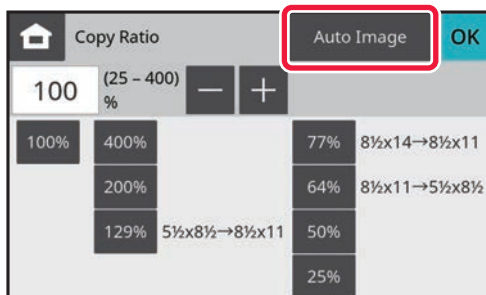 Copy Ratio Auto Image OK
100 (25 – 400) %
100% 400% 77% 8½x14→8½x11
200% 64% 8½x11→5½x8½
129% 5½x8½→8½x11 50%
25%